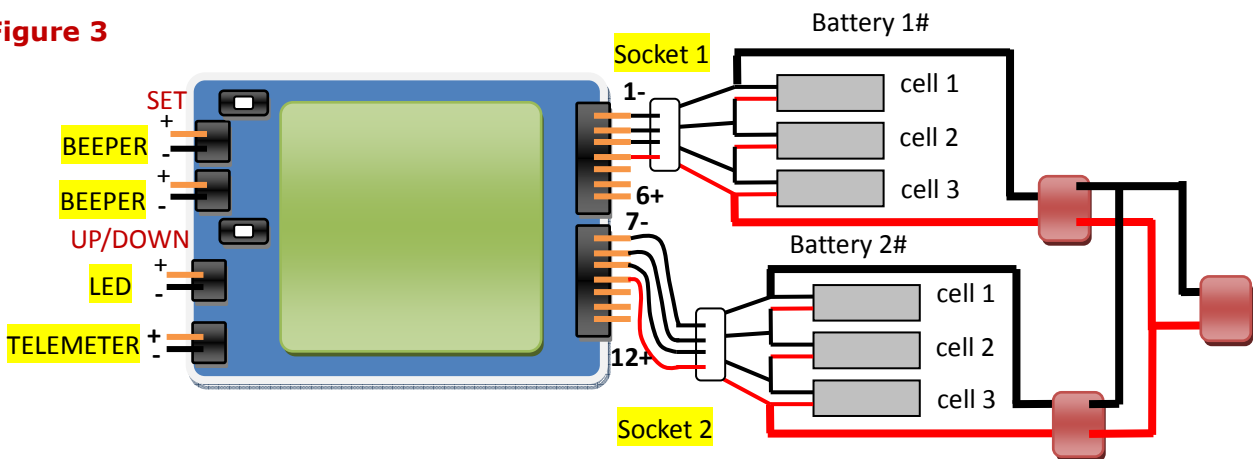 Figure 3
Battery 1#
Socket 1
SET
1-
cell 1
+
BEEPER
-
cell 2
+
BEEPER
-
cell 3
6+
UP/DOWN
7-
Battery 2#
+
LED
-
cell 1
TELEMETER
+
-
12+
cell 2
cell 3
Socket 2